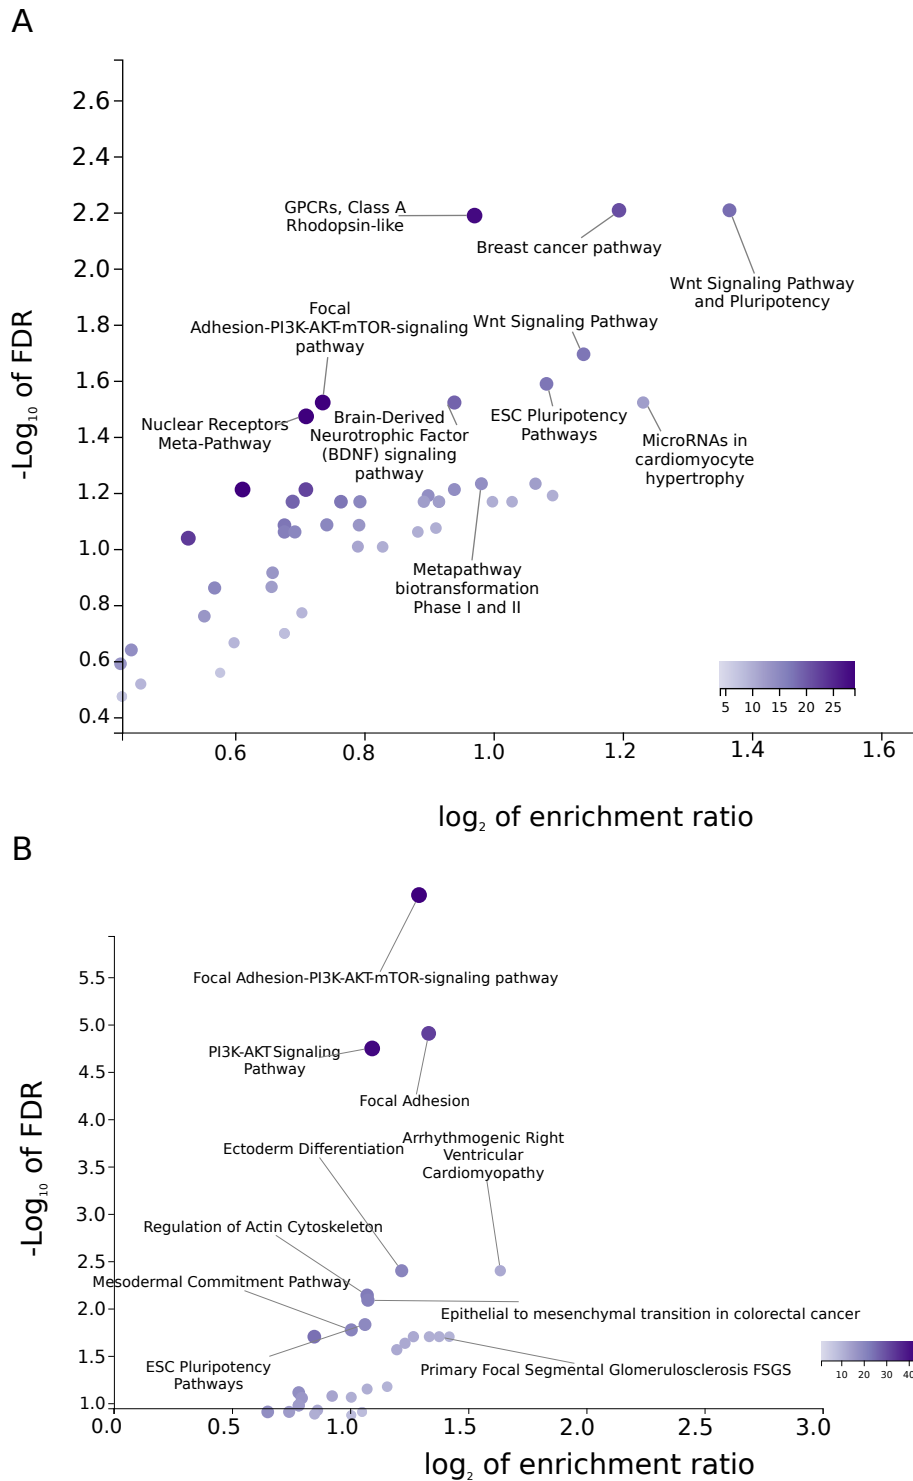 A
2.6
2.4
2.2
2.0
1.8
1.6
1.4
1.2
1.0
0.8
0.6
0.4
-Log10 of FDR
GPCRs, Class A
Rhodopsin-like
Breast cancer pathway
Wnt Signaling Pathway
and Pluripotency
Focal
Adhesion-PI3K-AKT-mTOR-signaling
pathway
Wnt Signaling Pathway
Nuclear Receptors
Meta-Pathway
Brain-Derived
Neurotrophic Factor
(BDNF) signaling
pathway
ESC Pluripotency
Pathways
MicroRNAs in
cardiomyocyte
hypertrophy
Metapathway
biotransformation
Phase I and II
5 10 15 20 25
0.6 0.8 1.0 1.2 1.4 1.6
log2 of enrichment ratio
B
5.5
5.0
4.5
4.0
3.5
3.0
2.5
2.0
1.5
1.0
-Log10 of FDR
Focal Adhesion-PI3K-AKT-mTOR-signaling pathway
PI3K-AKT Signaling
Pathway
Focal Adhesion
Ectoderm Differentiation
Arrhythmogenic Right
Ventricular
Cardiomyopathy
Regulation of Actin Cytoskeleton
Mesodermal Commitment Pathway
Epithelial to mesenchymal transition in colorectal cancer
ESC Pluripotency
Pathways
Primary Focal Segmental Glomerulosclerosis FSGS
10 20 30 40
0.0 0.5 1.0 1.5 2.0 2.5 3.0
log2 of enrichment ratio